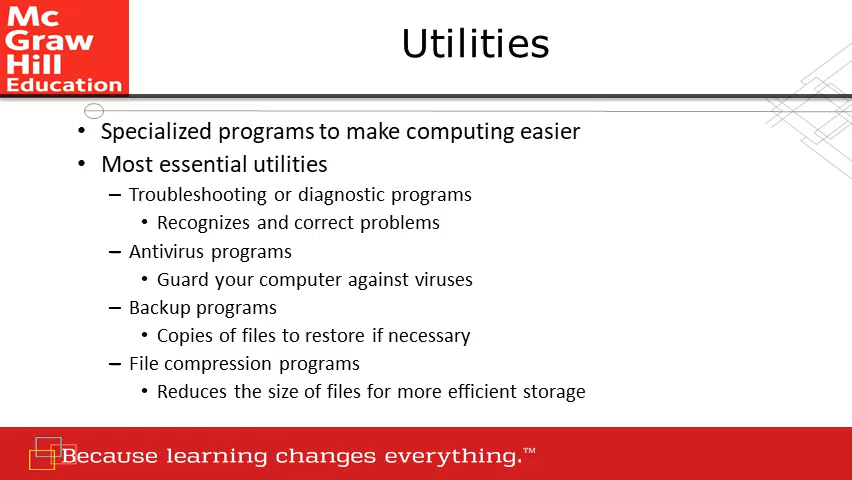 Mc
Graw
Hill
Education
Utilities
• Specialized programs to make computing easier
• Most essential utilities
– Troubleshooting or diagnostic programs
• Recognizes and correct problems
– Antivirus programs
• Guard your computer against viruses
– Backup programs
• Copies of files to restore if necessary
– File compression programs
• Reduces the size of files for more efficient storage
Because learning changes everything.™